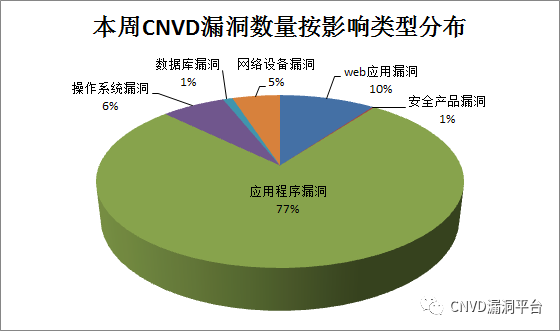 本周CNVD漏洞数量按影响类型分布
数据库漏洞
1%
网络设备漏洞
5%
web应用漏洞
10%
操作系统漏洞
6%
安全产品漏洞
1%
应用程序漏洞
77%
CNVD漏洞平台